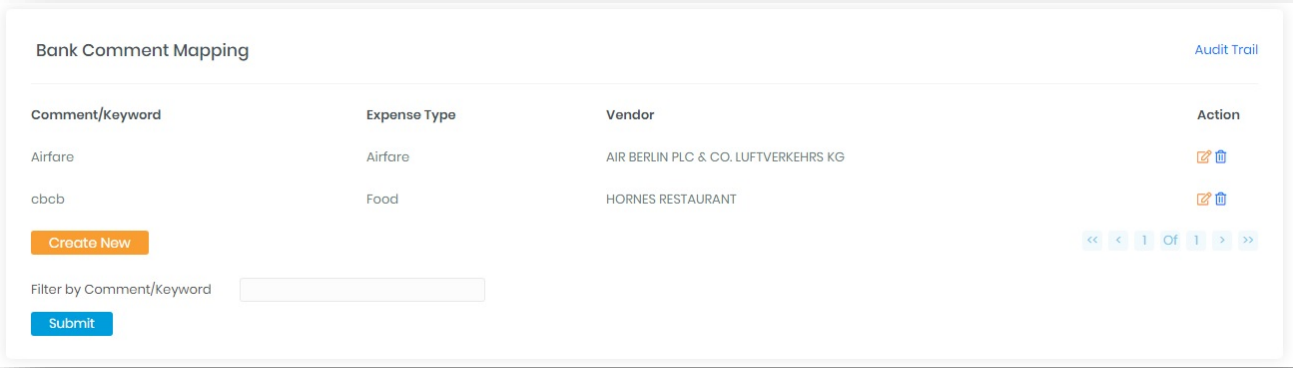 Bank Comment Mapping
Audit Trail
Comment/Keyword Expense Type Vendor Action
Airfare Airfare AIR BERLIN PLC & CO. LUFTVERKEHRS KG
cbcb Food HORNES RESTAURANT
Create New
<< < 1 Of 1 > >>
Filter by Comment/Keyword
Submit